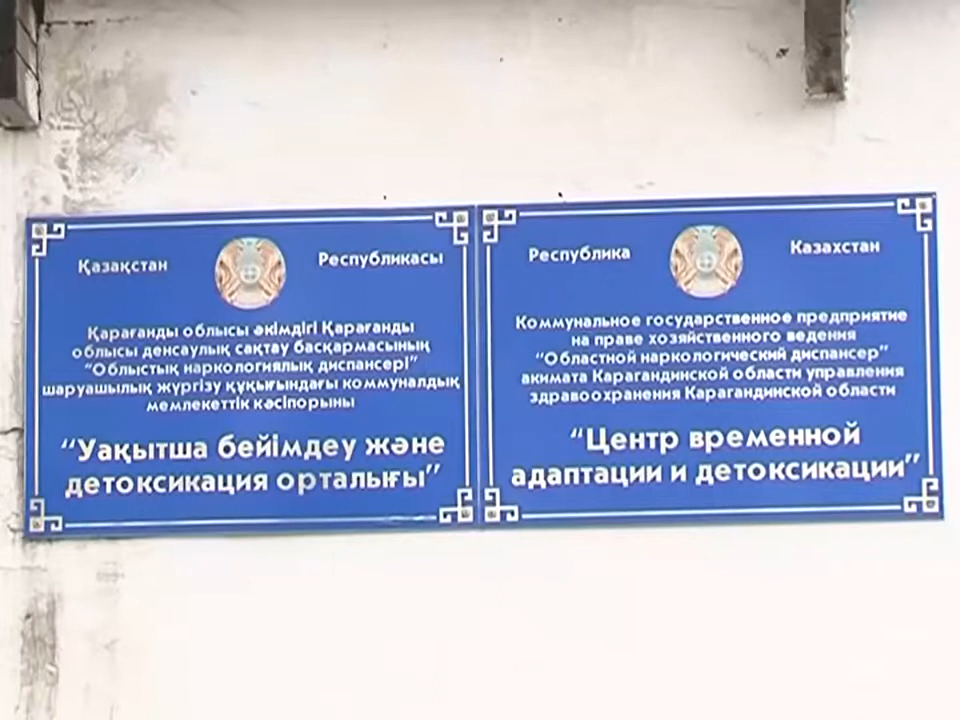 Қазақстан Республикасы
Қарағанды облысы әкімдігі Қарағанды
облысы денсаулық сақтау басқармасының
"Облыстық наркологиялық диспансері"
шаруашылық жүргізу құқығындағы коммуналдық
мемлекеттік кәсіпорыны
"Уақытша бейімдеу және
детоксикация орталығы"
Республика Казахстан
Коммунальное государственное предприятие
на праве хозяйственного ведения
"Областной наркологический диспансер"
акимата Карагандинской области управления
здравоохранения Карагандинской области
"Центр временной
адаптации и детоксикации"